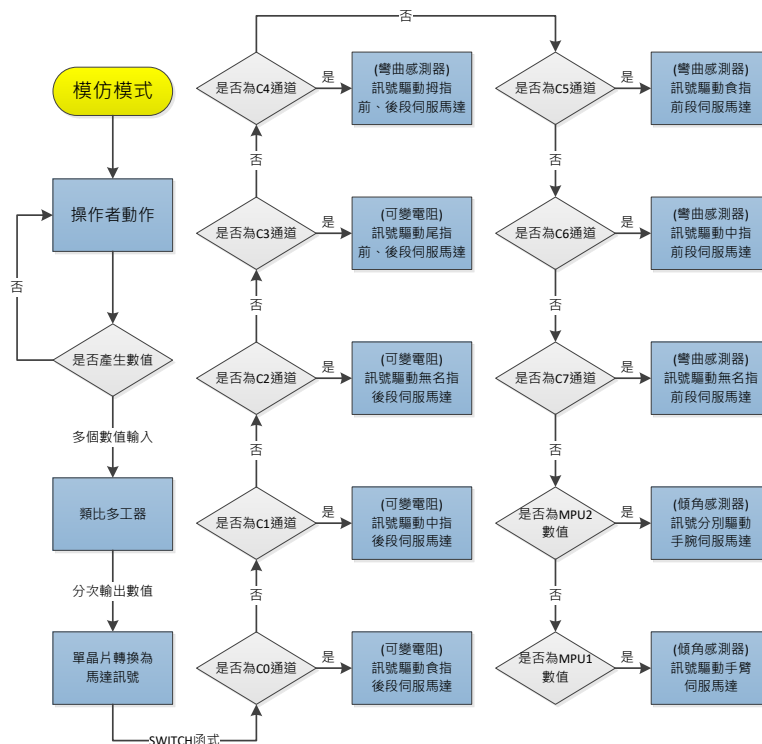 模仿模式
操作者動作
否
是否產生數值
多個數值輸入
類比多工器
分次輸出數值
單晶片轉換為
馬達訊號
SWITCH函式
是否為C0通道
是
(可變電阻)
訊號驅動食指
後段伺服馬達
否
是否為C1通道
是
(可變電阻)
訊號驅動中指
後段伺服馬達
否
是否為C2通道
是
(可變電阻)
訊號驅動無名指
後段伺服馬達
否
是否為C3通道
是
(可變電阻)
訊號驅動尾指
前、後段伺服馬達
否
是否為C4通道
是
(彎曲感測器)
訊號驅動拇指
前、後段伺服馬達
否
是否為C5通道
是
(彎曲感測器)
訊號驅動食指
前段伺服馬達
否
是否為C6通道
是
(彎曲感測器)
訊號驅動中指
前段伺服馬達
否
是否為C7通道
是
(彎曲感測器)
訊號驅動無名指
前段伺服馬達
否
是否為MPU2
數值
是
(傾角感測器)
訊號分別驅動
手腕伺服馬達
否
是否為MPU1
數值
是
(傾角感測器)
訊號驅動手臂
伺服馬達